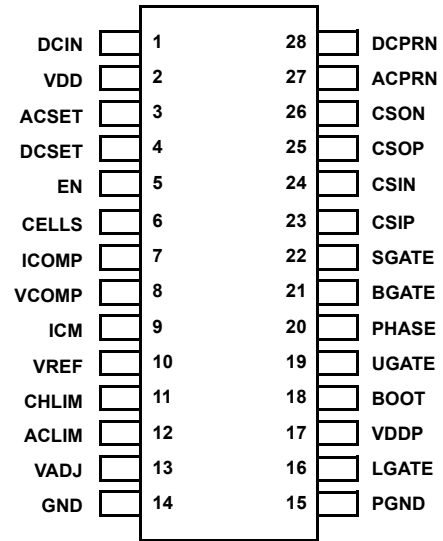 DCIN 1 28 DCPRN
VDD 2 27 ACPRN
ACSET 3 26 CSON
DCSET 4 25 CSOP
EN 5 24 CSIN
CELLS 6 23 CSIP
ICOMP 7 22 SGATE
VCOMP 8 21 BGATE
ICM 9 20 PHASE
VREF 10 19 UGATE
CHLIM 11 18 BOOT
ACLIM 12 17 VDDP
VADJ 13 16 LGATE
GND 14 15 PGND